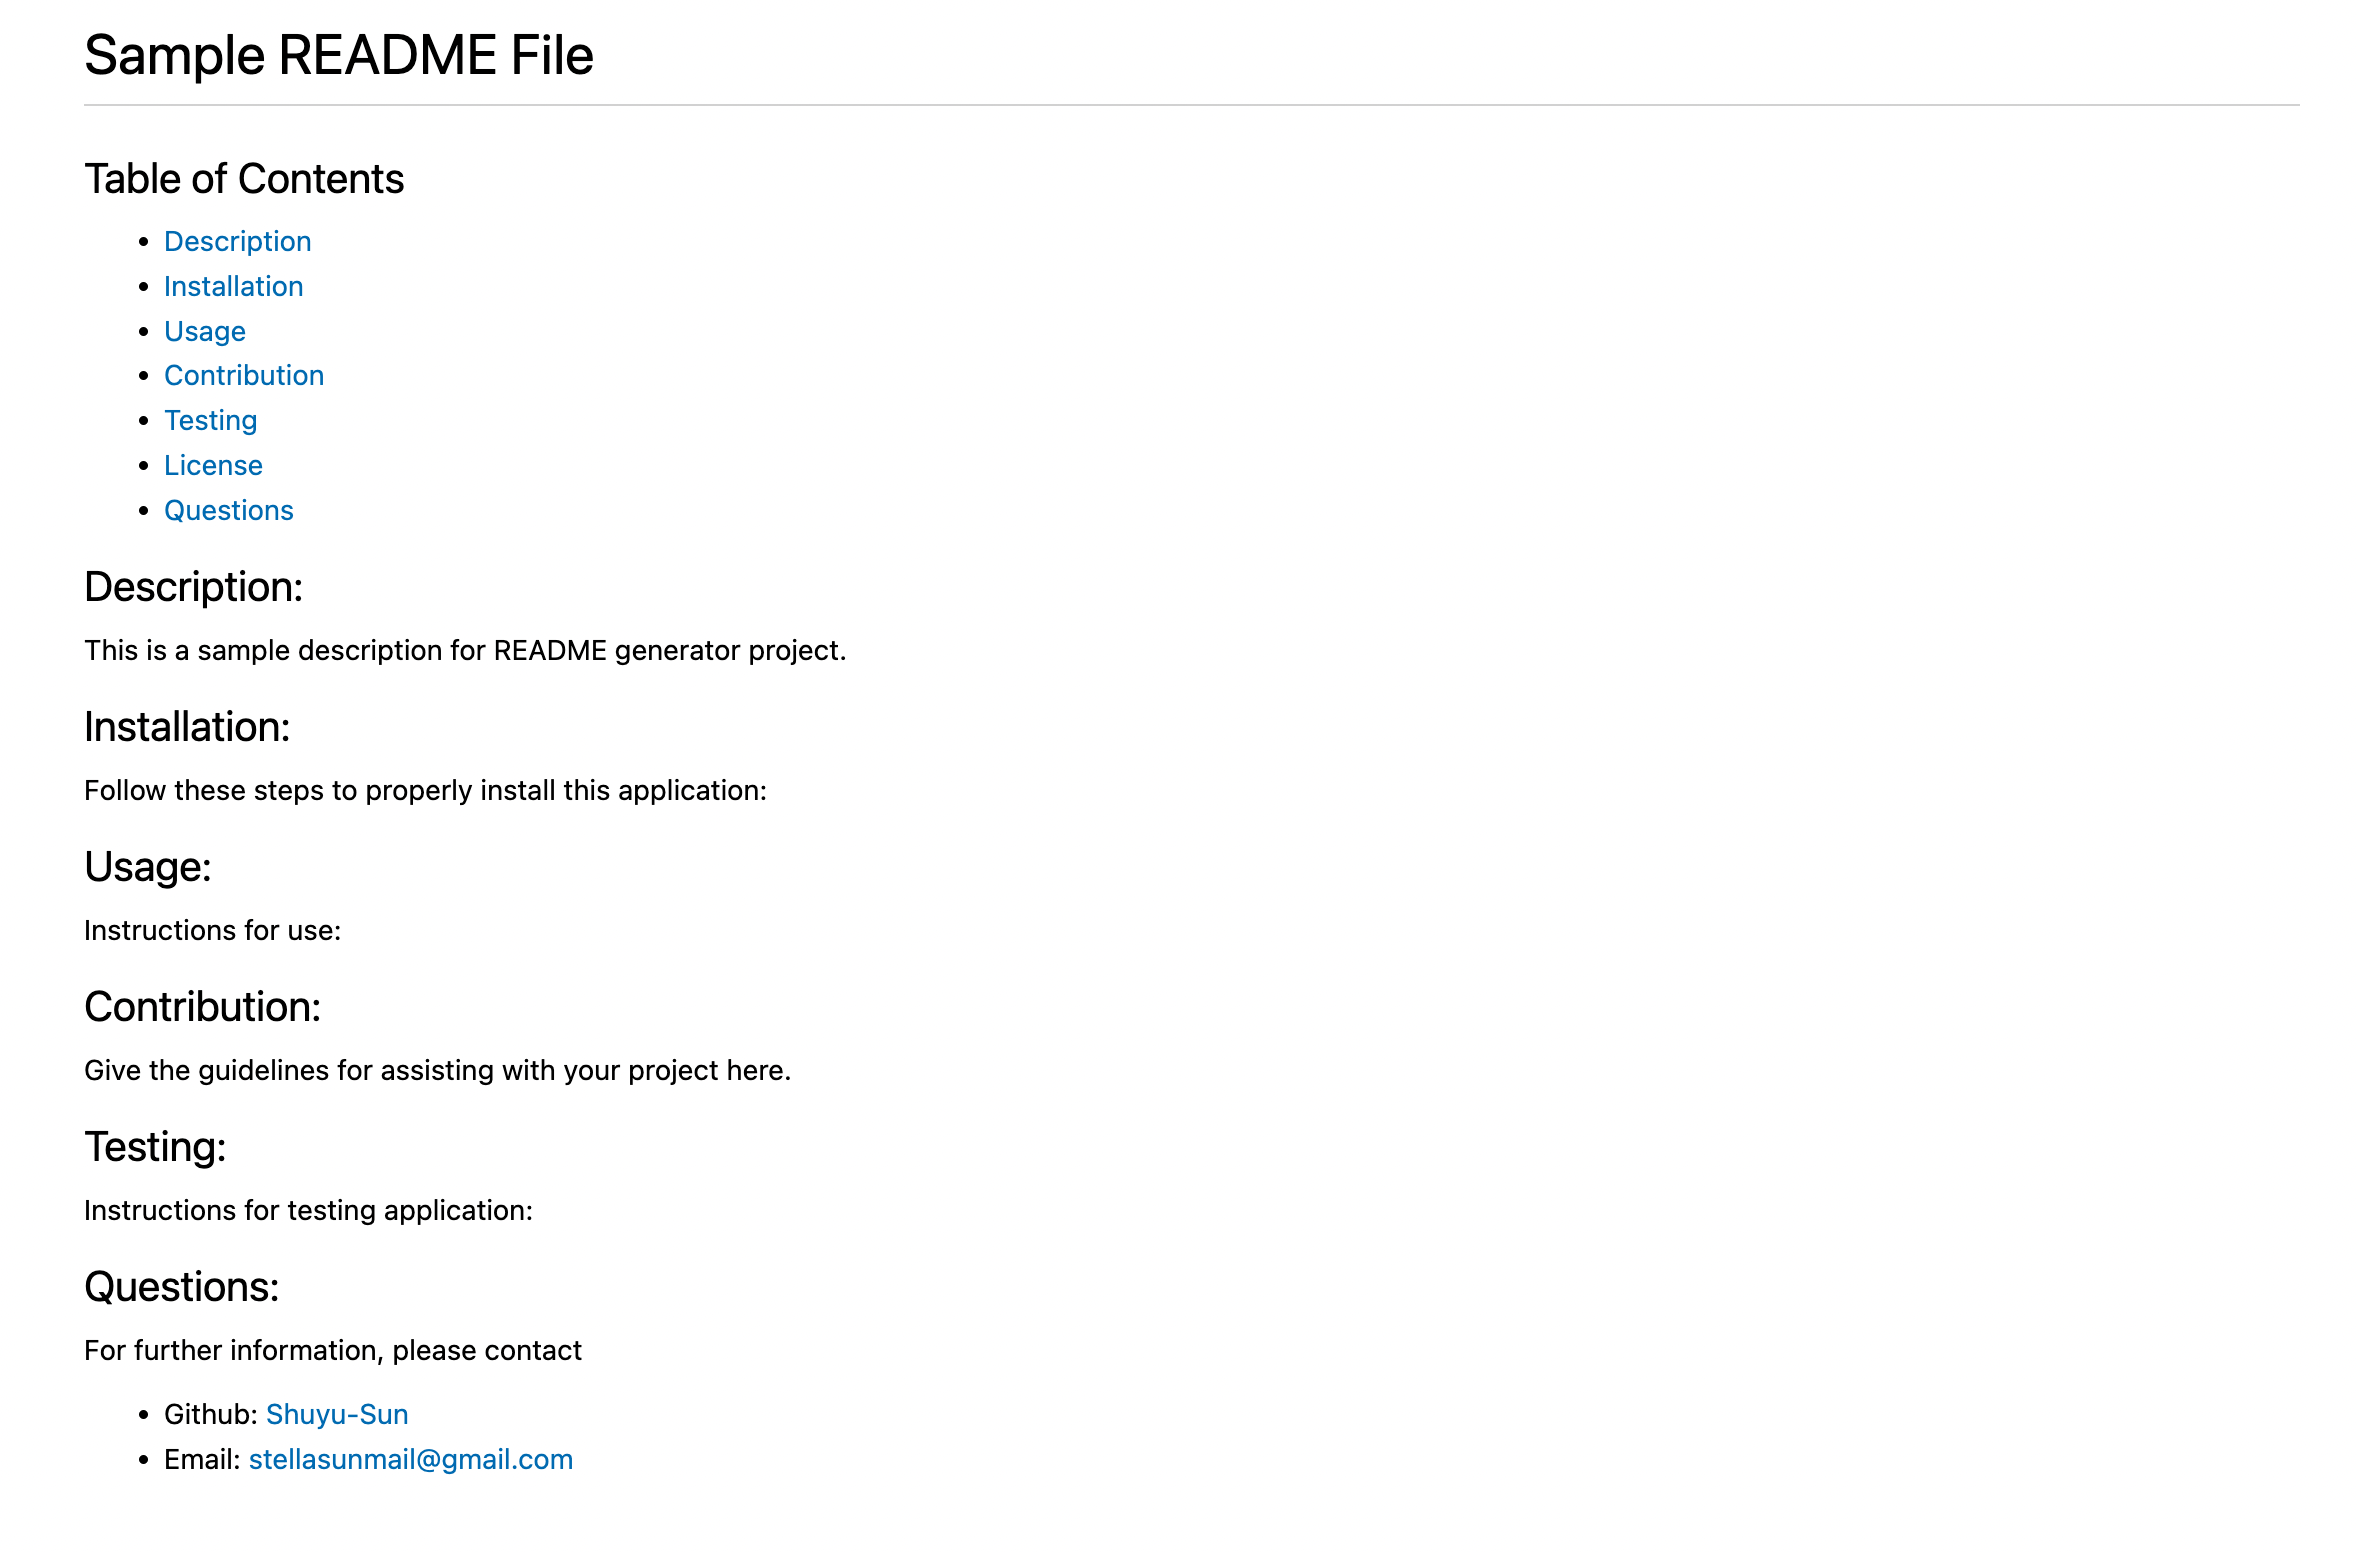 Sample README File
Table of Contents
Description
Installation
Usage
Contribution
Testing
License
Questions
Description:
This is a sample description for README generator project.
Installation:
Follow these steps to properly install this application:
Usage:
Instructions for use:
Contribution:
Give the guidelines for assisting with your project here.
Testing:
Instructions for testing application:
Questions:
For further information, please contact
Github: Shuyu-Sun
Email: stellasunmail@gmail.com